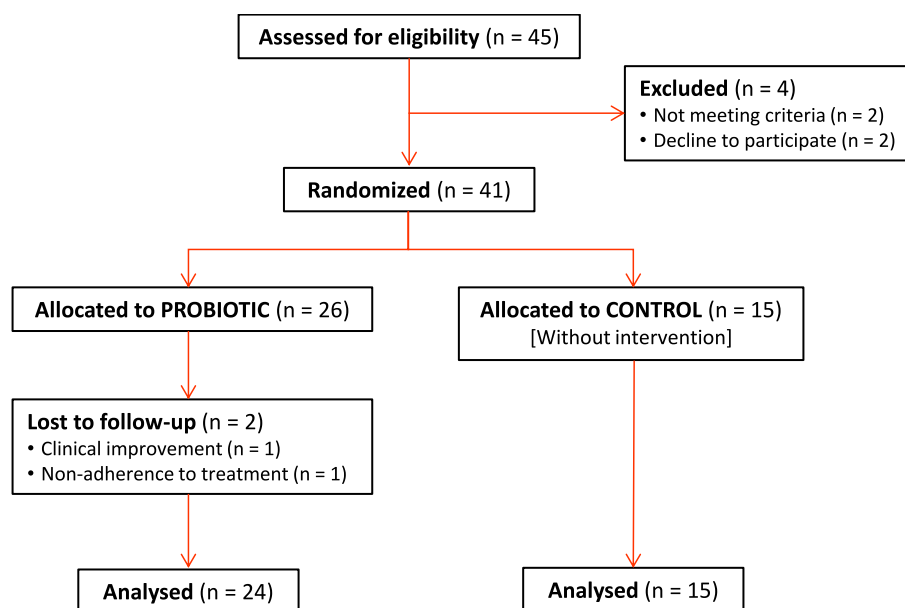 Assessed for eligibility (n = 45)
Excluded (n = 4)
• Not meeting criteria (n = 2)
• Decline to participate (n = 2)
Randomized (n = 41)
Allocated to PROBIOTIC (n = 26)
Allocated to CONTROL (n = 15)
[Without intervention]
Lost to follow-up (n = 2)
• Clinical improvement (n = 1)
• Non-adherence to treatment (n = 1)
Analysed (n = 24)
Analysed (n = 15)